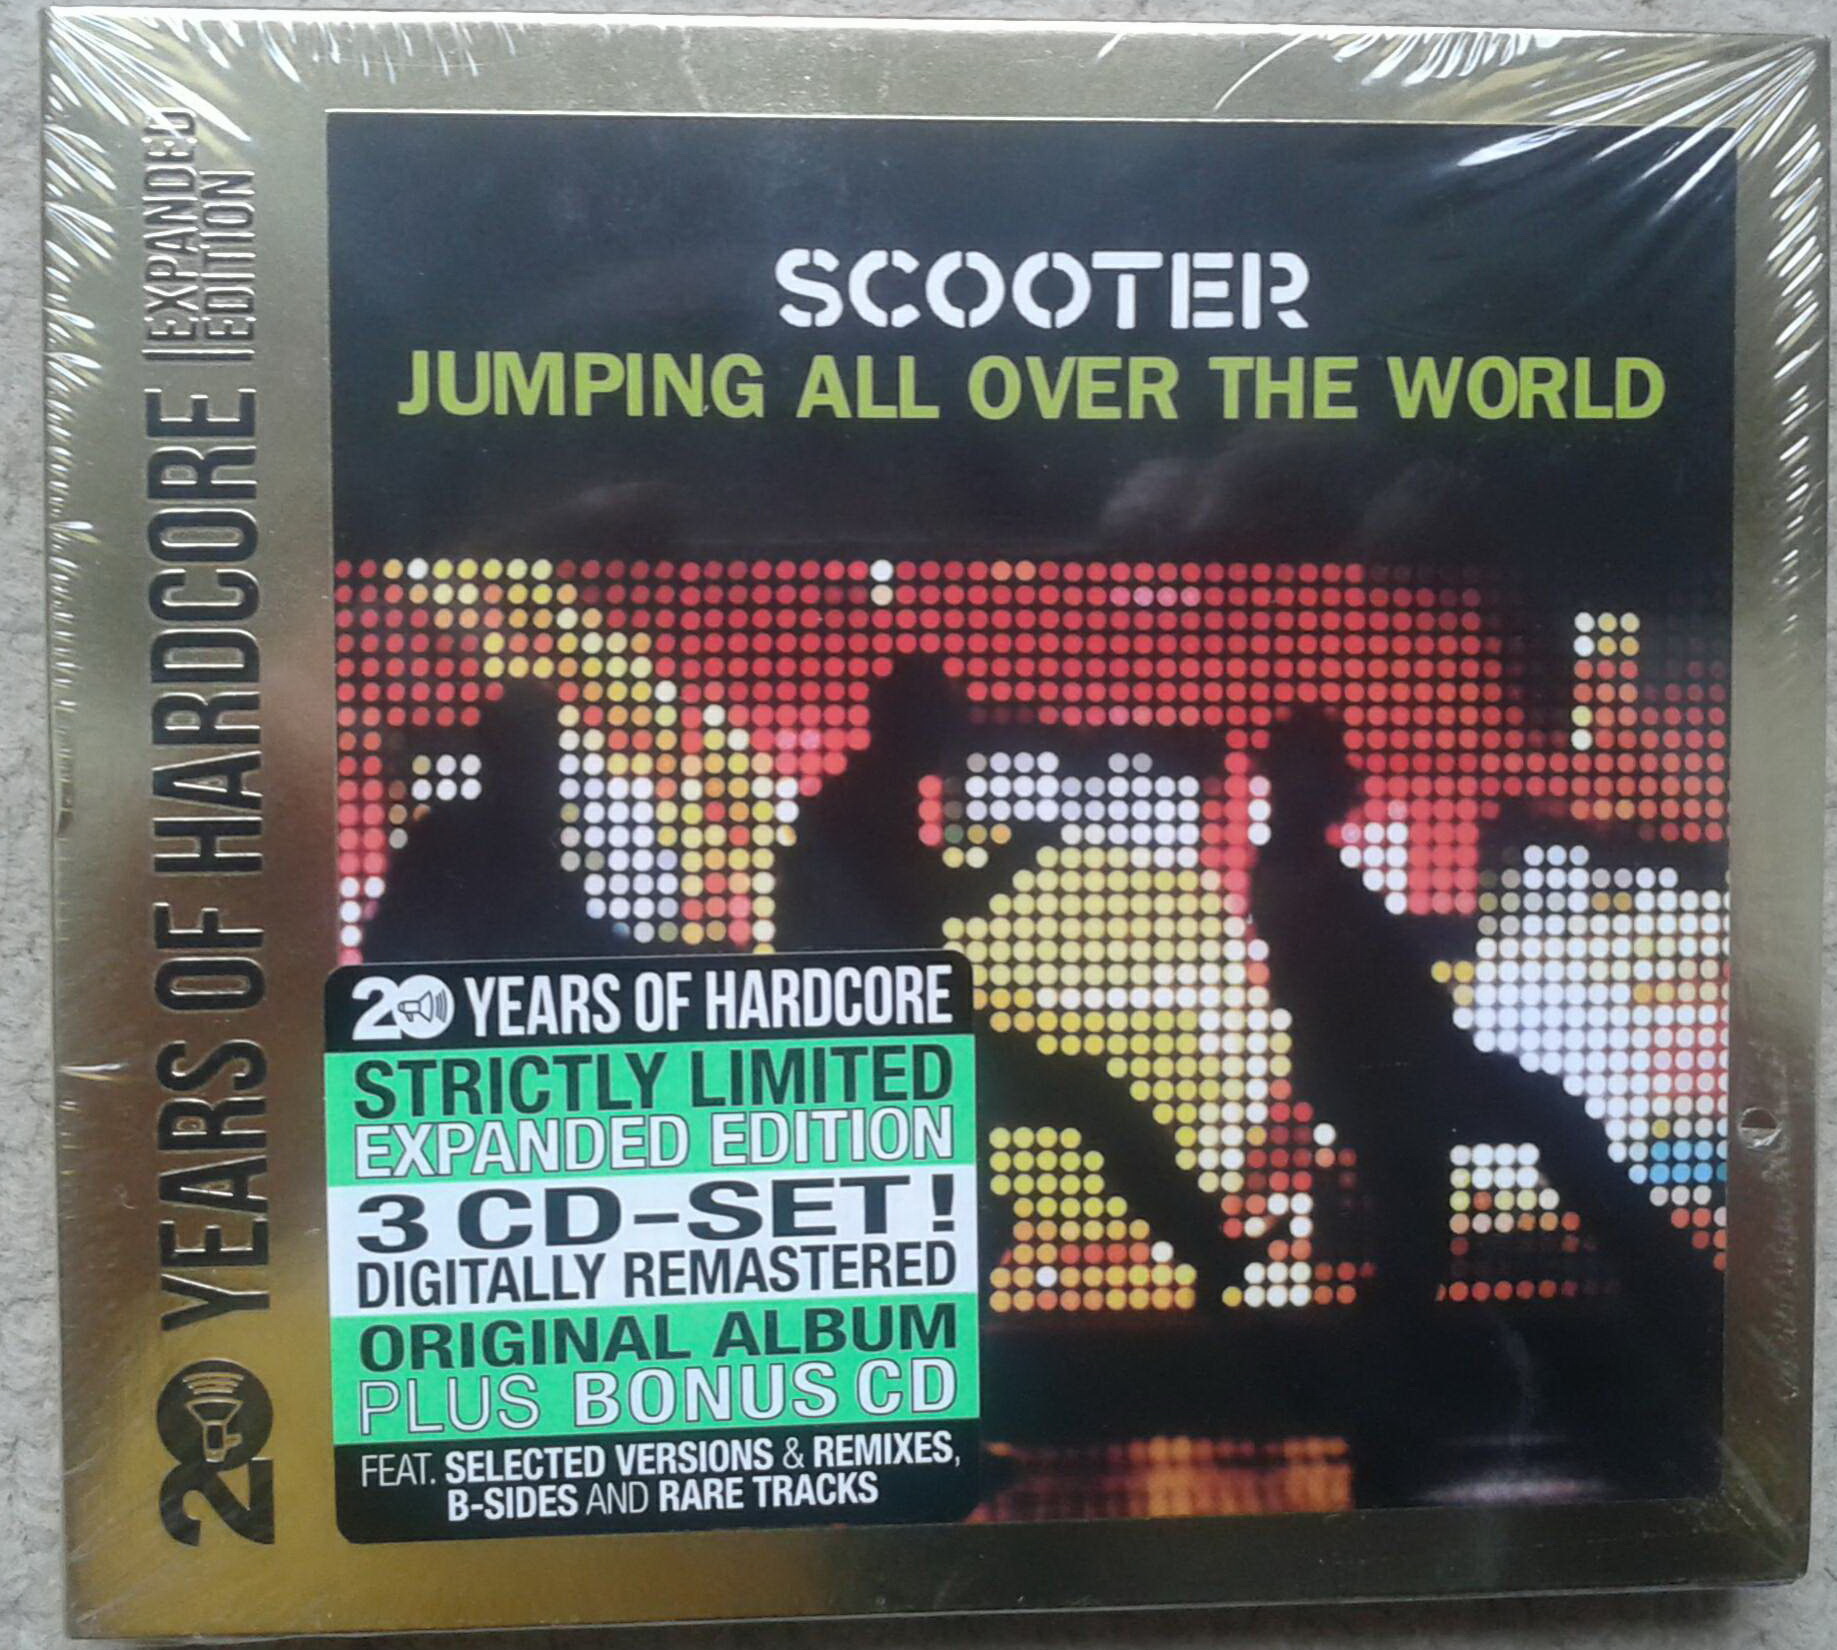 20 YEARS OF HARDCORE
EXPANDED
EDITION
SCOOTER
JUMPING ALL OVER THE WORLD
20 YEARS OF HARDCORE
STRICTLY LIMITED
EXPANDED EDITION
3 CD-SET!
DIGITALLY REMASTERED
ORIGINAL ALBUM
PLUS BONUS CD
FEAT. SELECTED VERSIONS & REMIXES,
B-SIDES AND RARE TRACKS